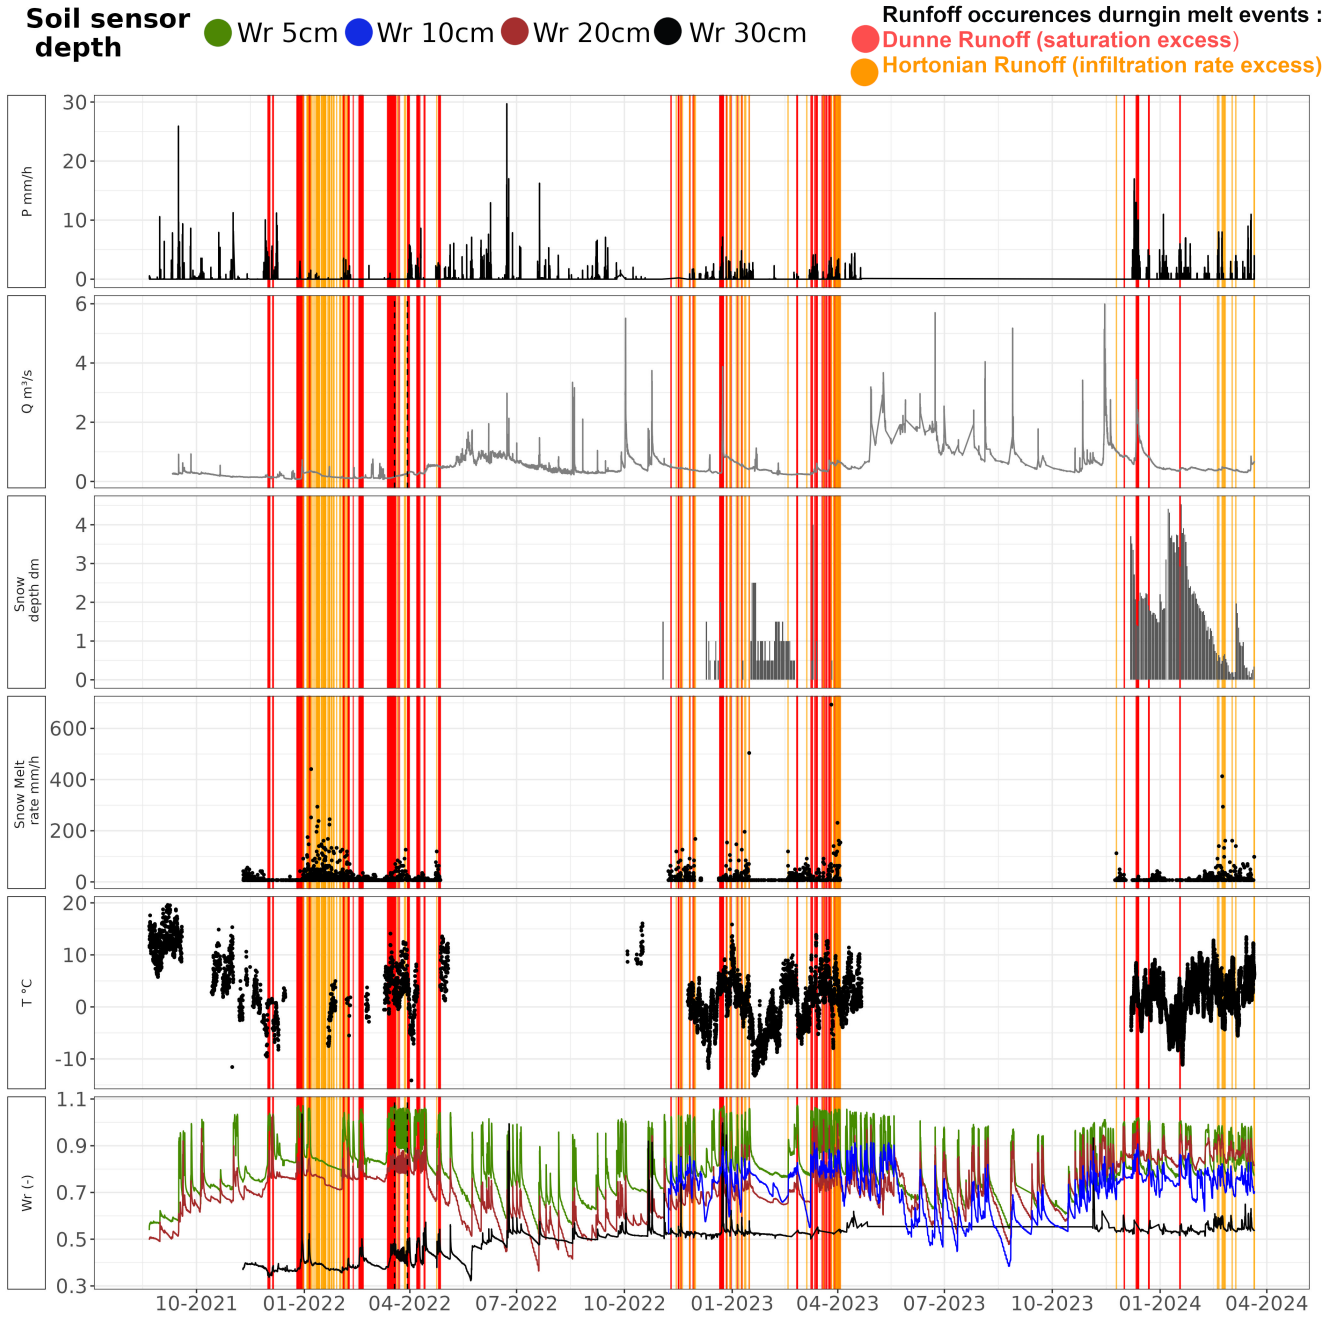 Soil sensor
depth
Wr 5cm
Wr 10cm
Wr 20cm
Wr 30cm
Runfoff occurences durngin melt events :
Dunne Runoff (saturation excess)
Hortonian Runoff (infiltration rate excess)
P mm/h
30
20
10
0
Q m³/s
6
4
2
0
Snow
depth dm
4
3
2
1
0
Snow Melt
rate mm/h
600
400
200
0
T °C
20
10
0
-10
Wr (-)
1.1
0.9
0.7
0.5
0.3
10-2021
01-2022
04-2022
07-2022
10-2022
01-2023
04-2023
07-2023
10-2023
01-2024
04-2024